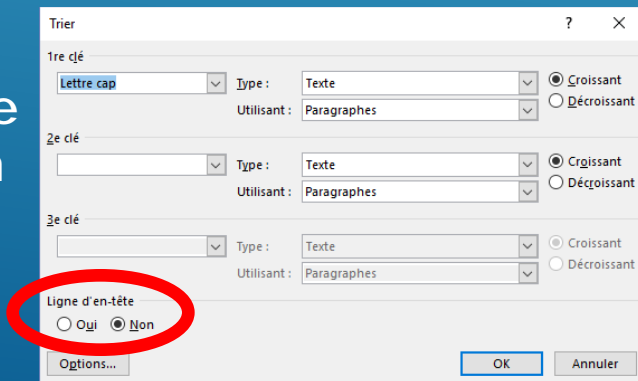 Trier ? ×
1re clé
Lettre cap Type : Texte Croissant
Utilisant : Paragraphes Décroissant
2e clé
Type : Texte Croissant
Utilisant : Paragraphes Décroissant
3e clé
Type : Texte Croissant
Utilisant : Paragraphes Décroissant
Ligne d'en-tête
Oui Non
Options... OK Annuler